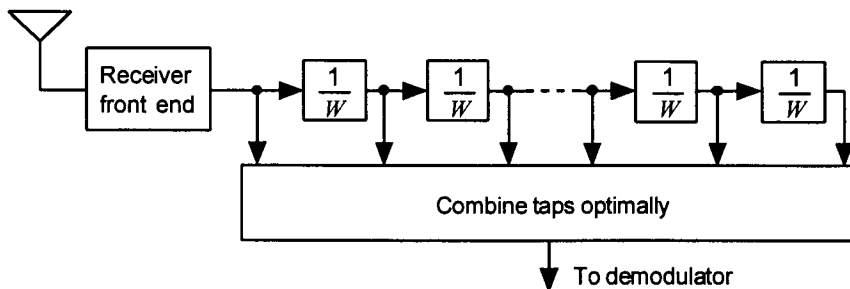 Receiver
front end
1
W
1
W
1
W
1
W
Combine taps optimally
To demodulator